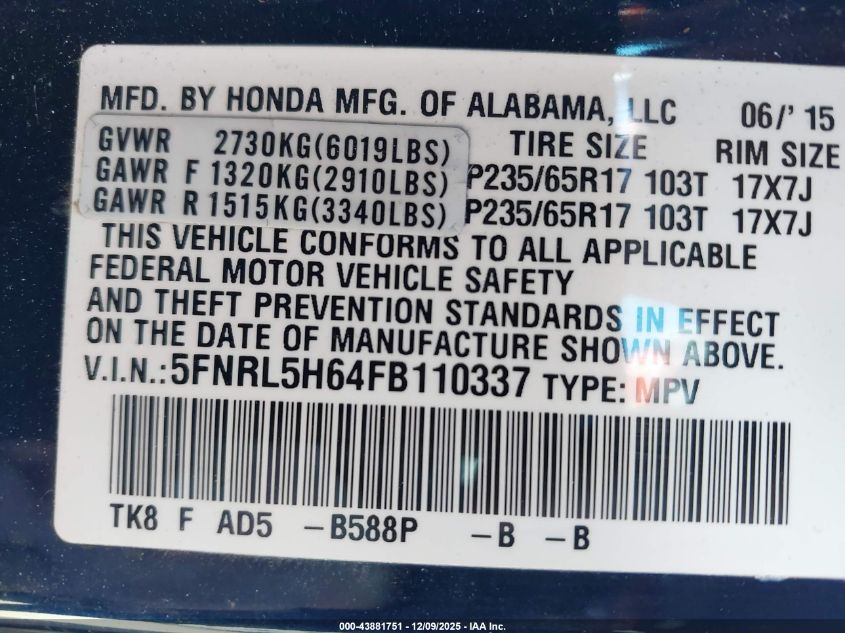 MFD. BY HONDA MFG. OF ALABAMA, LLC 06/' 15
GVWR 2730KG(6019LBS) TIRE SIZE RIM SIZE
GAWR F 1320KG(2910LBS) P235/65R17 103T 17X7J
GAWR R 1515KG(3340LBS) P235/65R17 103T 17X7J
THIS VEHICLE CONFORMS TO ALL APPLICABLE
FEDERAL MOTOR VEHICLE SAFETY
AND THEFT PREVENTION STANDARDS IN EFFECT
ON THE DATE OF MANUFACTURE SHOWN ABOVE.
V.I.N.: 5FNRL5H64FB110337 TYPE: MPV
TK8 F AD5 -B588P -B -B
000-43881751 - 12/09/2025 - IAA Inc.